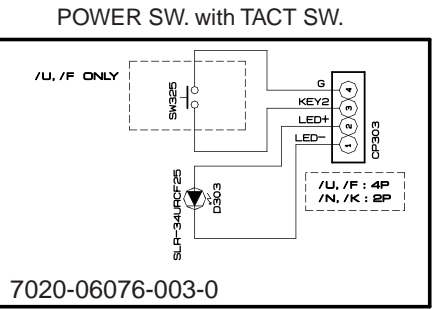 POWER SW. with TACT SW.
/U, /F ONLY
SW325
G
KEY2
LED+
LED-
4
3
2
1
CP303
SLR-34URCF25
D303
/U, /F : 4P
/N, /K : 2P
7020-06076-003-0